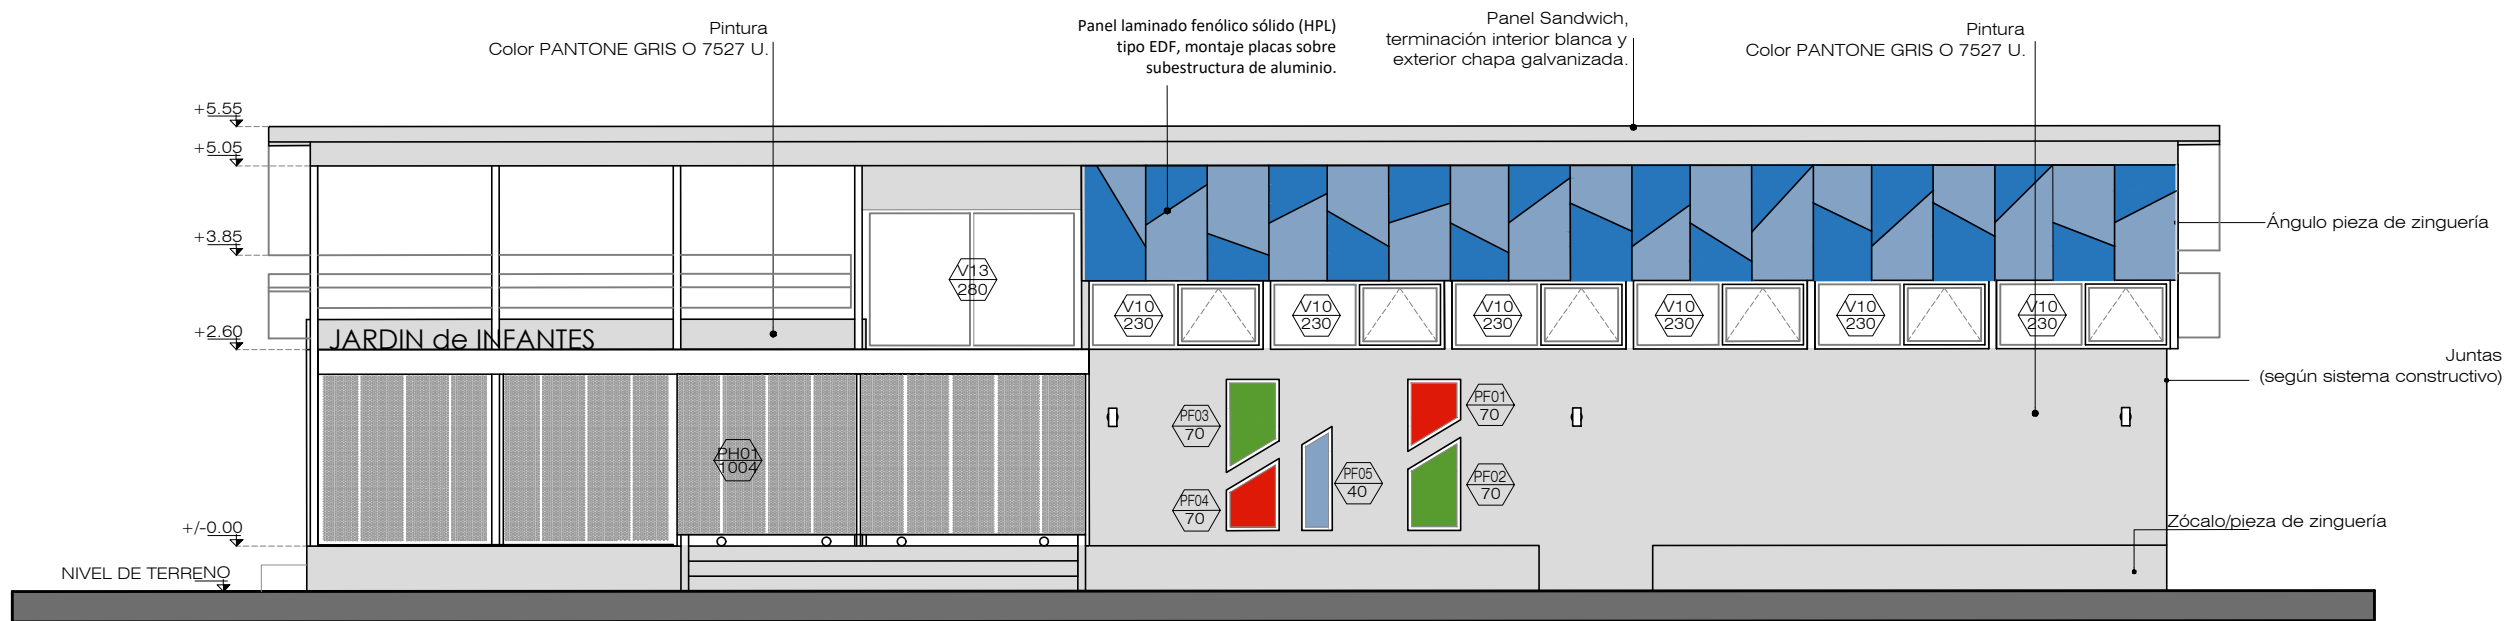 Pintura
Color PANTONE GRIS O 7527 U.
Panel laminado fenólico sólido (HPL)
tipo EDF, montaje placas sobre
subestructura de aluminio.
Panel Sandwich,
terminación interior blanca y
exterior chapa galvanizada.
Pintura
Color PANTONE GRIS O 7527 U.
+5.55
+5.05
+3.85
+2.60
+/-0.00
NIVEL DE TERRENO
Ángulo pieza de zinguería
V13
280
V10
230
V10
230
V10
230
V10
230
V10
230
V10
230
JARDIN de INFANTES
Juntas
(según sistema constructivo)
PF03
70
PF01
70
PH01
1004
PF05
40
PF02
70
PF04
70
Zócalo/pieza de zinguería